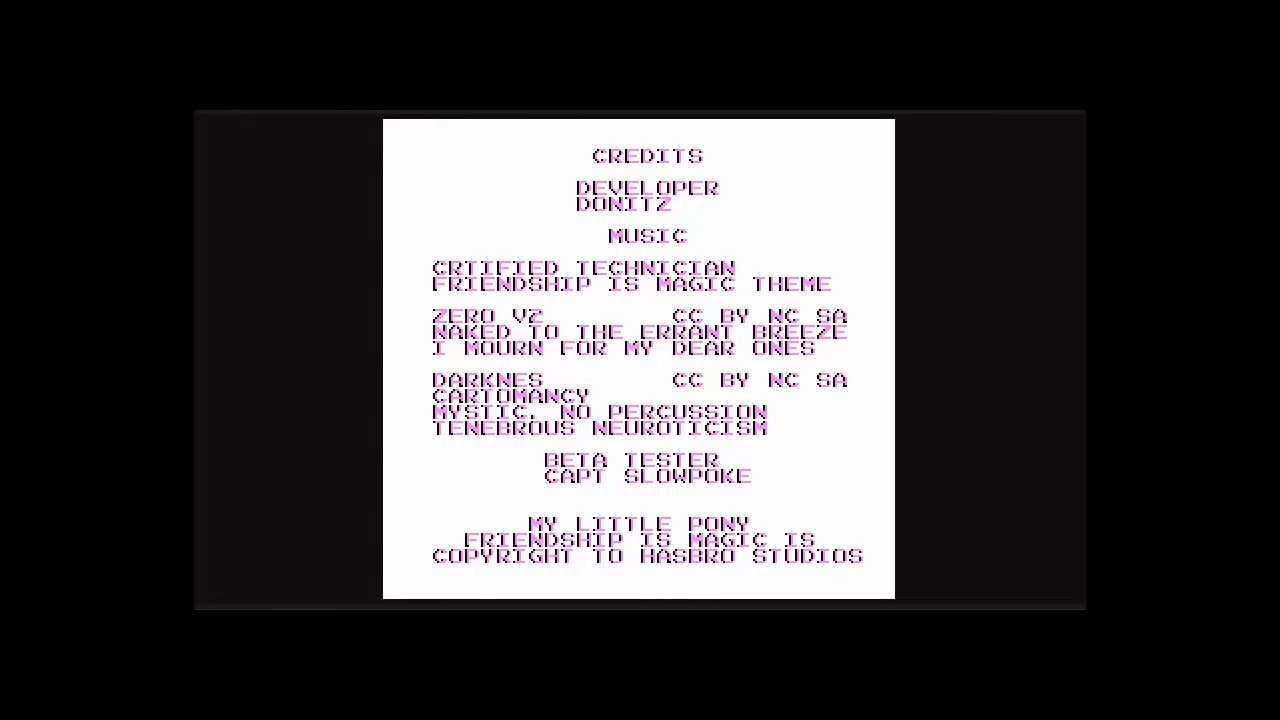 CREDITS
DEVELOPER
DONITZ
MUSIC
CRTIFIED TECHNICIAN
FRIENDSHIP IS MAGIC THEME
ZERO V2 CC BY NC SA
NAKED TO THE ERRANT BREEZE
I MOURN FOR MY DEAR ONES
DARKNES CC BY NC SA
CARTOMANCY
MYSTIC, NO PERCUSSION
TENEBROUS NEUROTICISM
BETA TESTER
CAPT SLOWPOKE
MY LITTLE PONY
FRIENDSHIP IS MAGIC IS
COPYRIGHT TO HASBRO STUDIOS